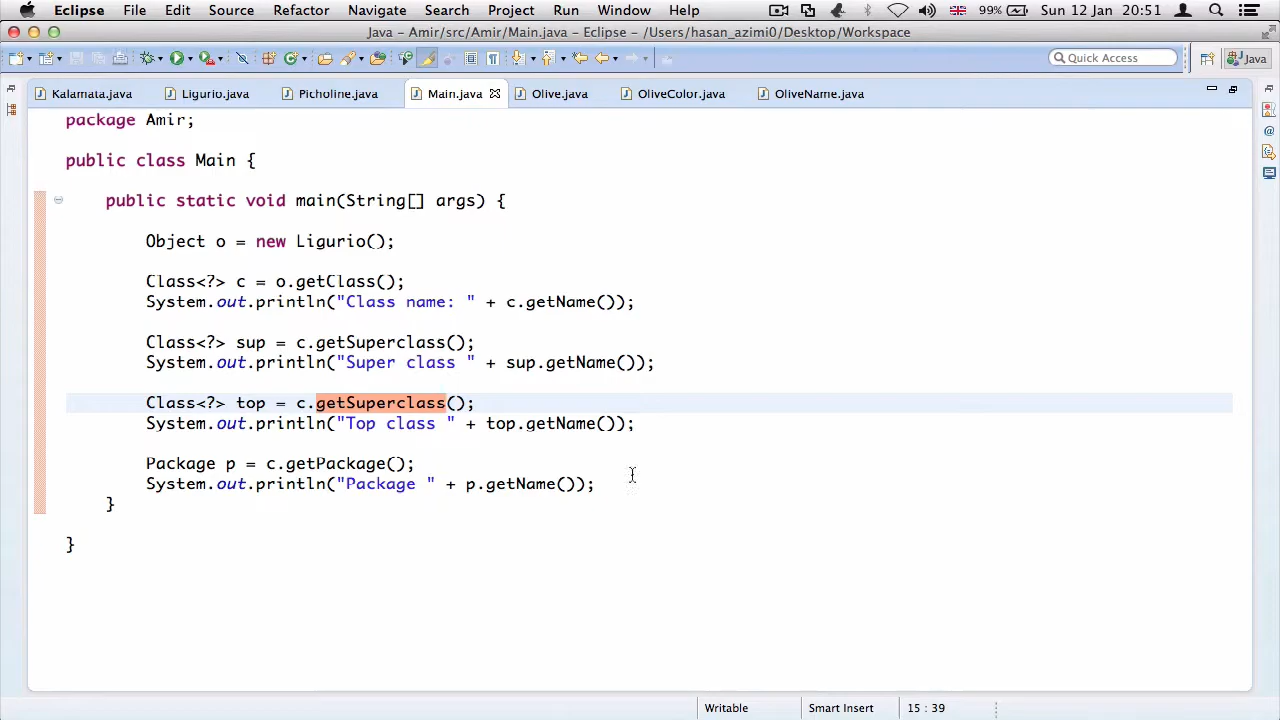 Eclipse File Edit Source Refactor Navigate Search Project Run Window Help 99% Sun 12 Jan 20:51
Java - Amir/src/Amir/Main.java - Eclipse - /Users/hasan_azimi0/Desktop/Workspace
Quick Access Java
Kalamata.java Ligurio.java Picholine.java Main.java Olive.java OliveColor.java OliveName.java
package Amir;
public class Main {
public static void main(String[] args) {
Object o = new Ligurio();
Class<?> c = o.getClass();
System.out.println("Class name: " + c.getName());
Class<?> sup = c.getSuperclass();
System.out.println("Super class " + sup.getName());
Class<?> top = c.getSuperclass();
System.out.println("Top class " + top.getName());
Package p = c.getPackage();
System.out.println("Package " + p.getName());
}
}
Writable Smart Insert 15 : 39